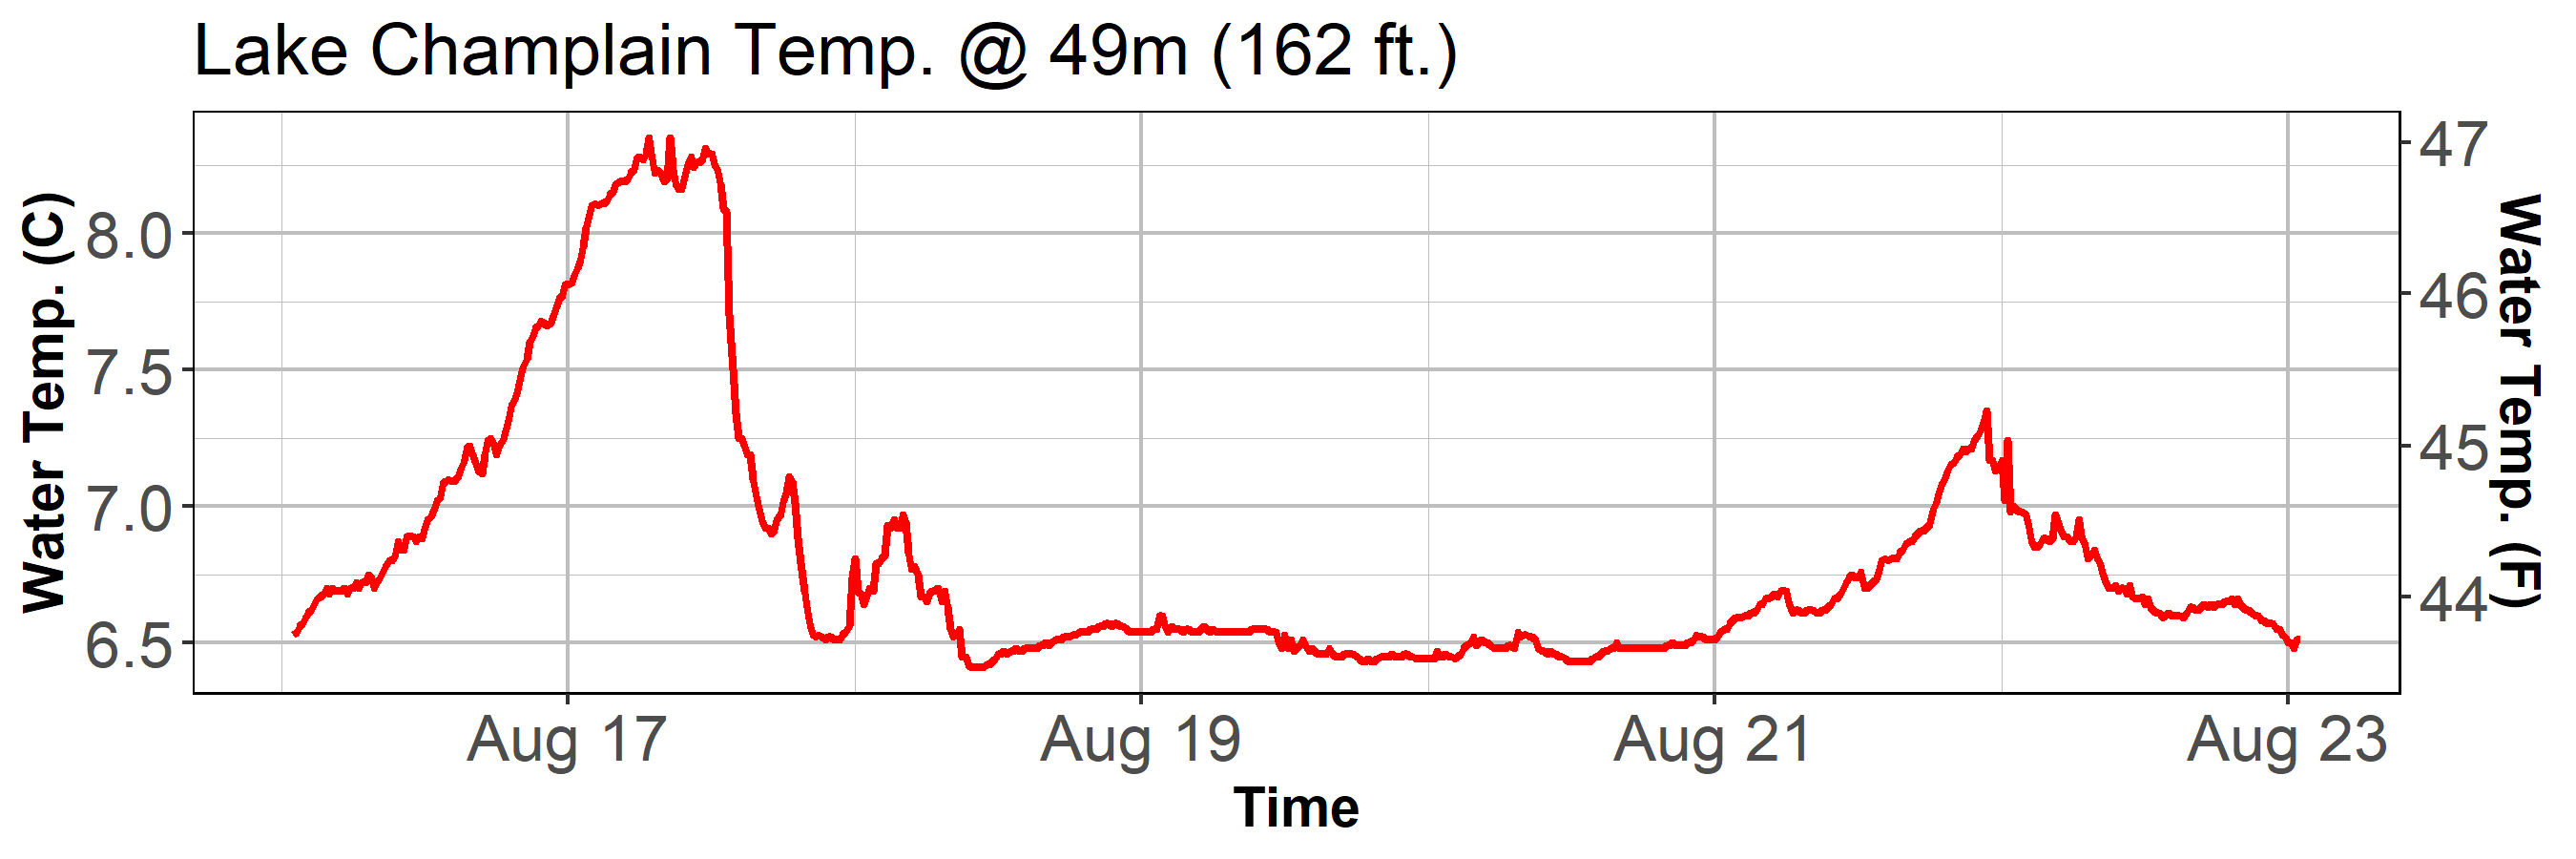 Lake Champlain Temp. @ 49m (162 ft.)
Water Temp. (C)
8.0
7.5
7.0
6.5
47
46
45
44
Water Temp. (F)
Aug 17 Aug 19 Aug 21 Aug 23
Time